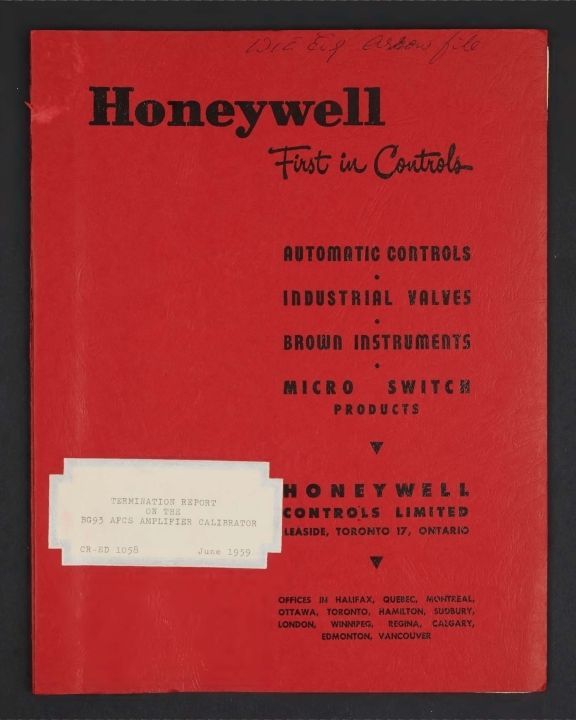 Arrow file
Honeywell
First in Controls
AUTOMATIC CONTROLS
•
INDUSTRIAL VALVES
•
BROWN INSTRUMENTS
•
MICRO SWITCH
PRODUCTS
HONEYWELL
CONTROLS LIMITED
LEASIDE, TORONTO 17, ONTARIO
OFFICES IN HALIFAX, QUEBEC, MONTREAL,
OTTAWA, TORONTO, HAMILTON, SUDBURY,
LONDON, WINNIPEG, REGINA, CALGARY,
EDMONTON, VANCOUVER
TERMINATION REPORT
ON THE
BG93 AFCS AMPLIFIER CALIBRATOR
CR-ED 1058 June 1959